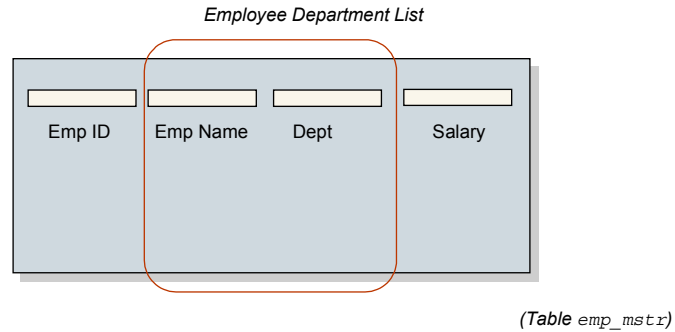 Employee Department List
Emp ID Emp Name Dept Salary
(Table emp_mstr)